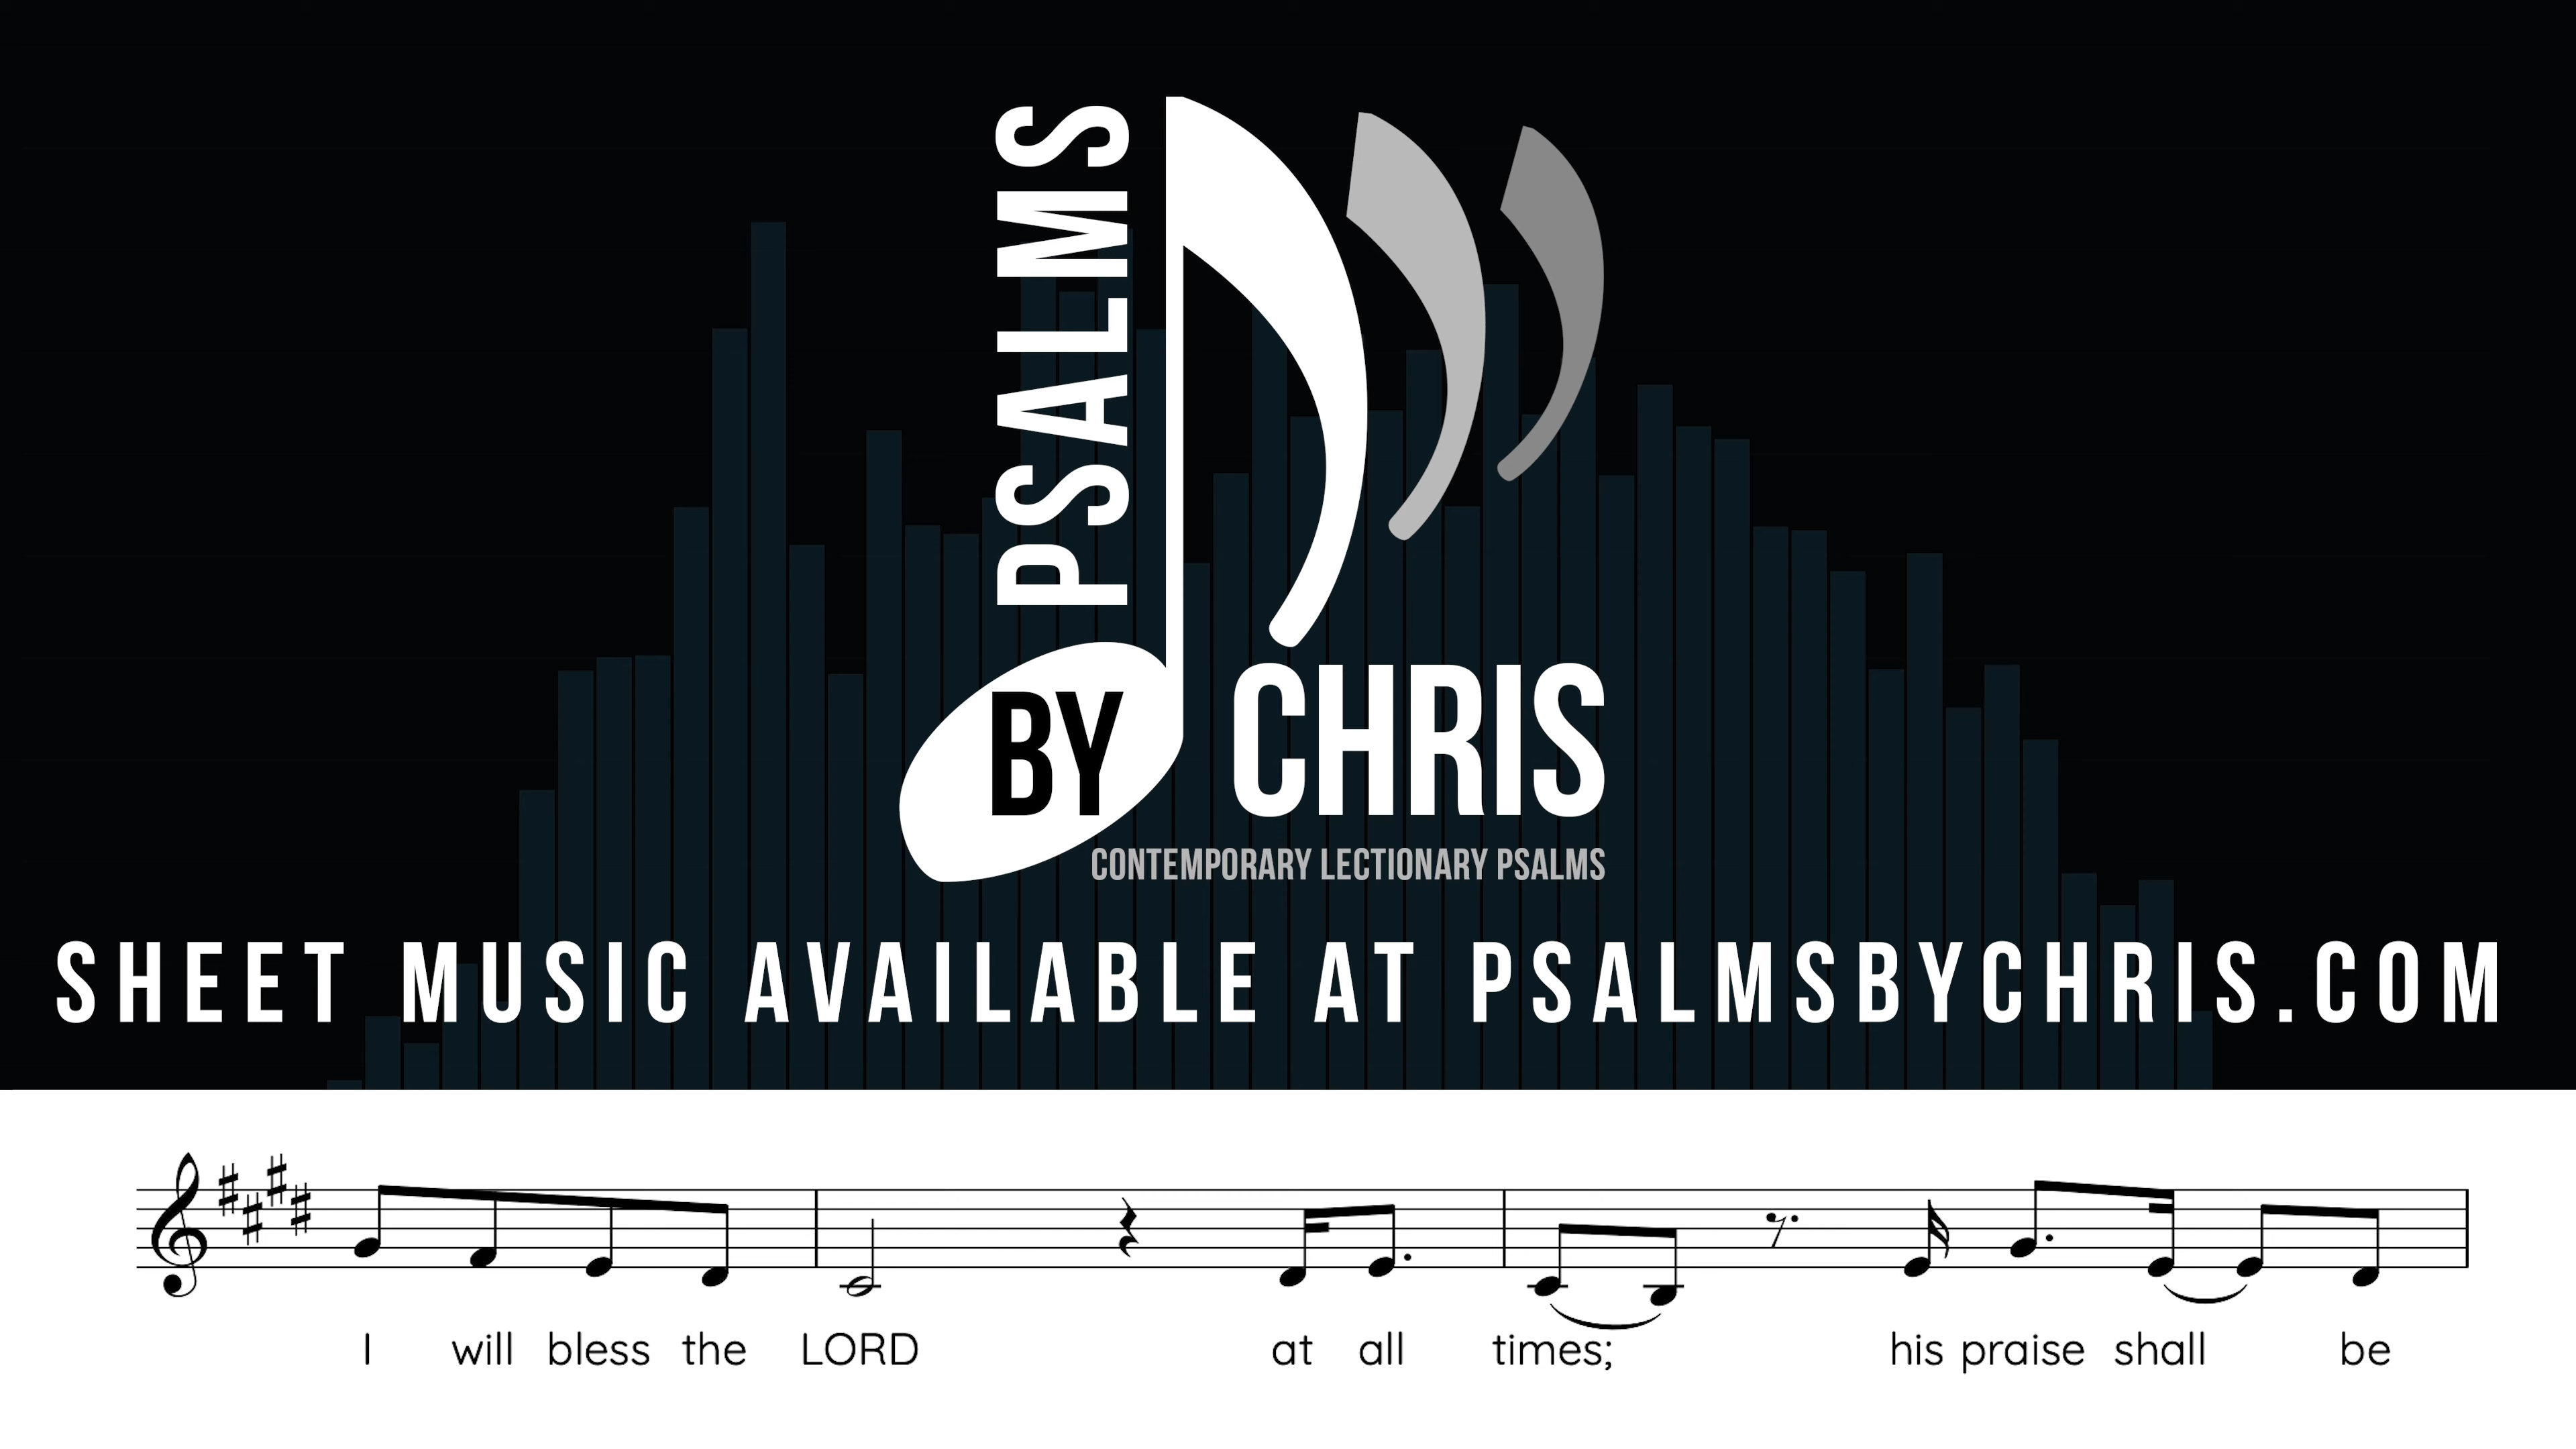 PSALMS
BY CHRIS
CONTEMPORARY LECTIONARY PSALMS
SHEET MUSIC AVAILABLE AT PSALMSBYCHRIS.COM
I will bless the LORD at all times; his praise shall be